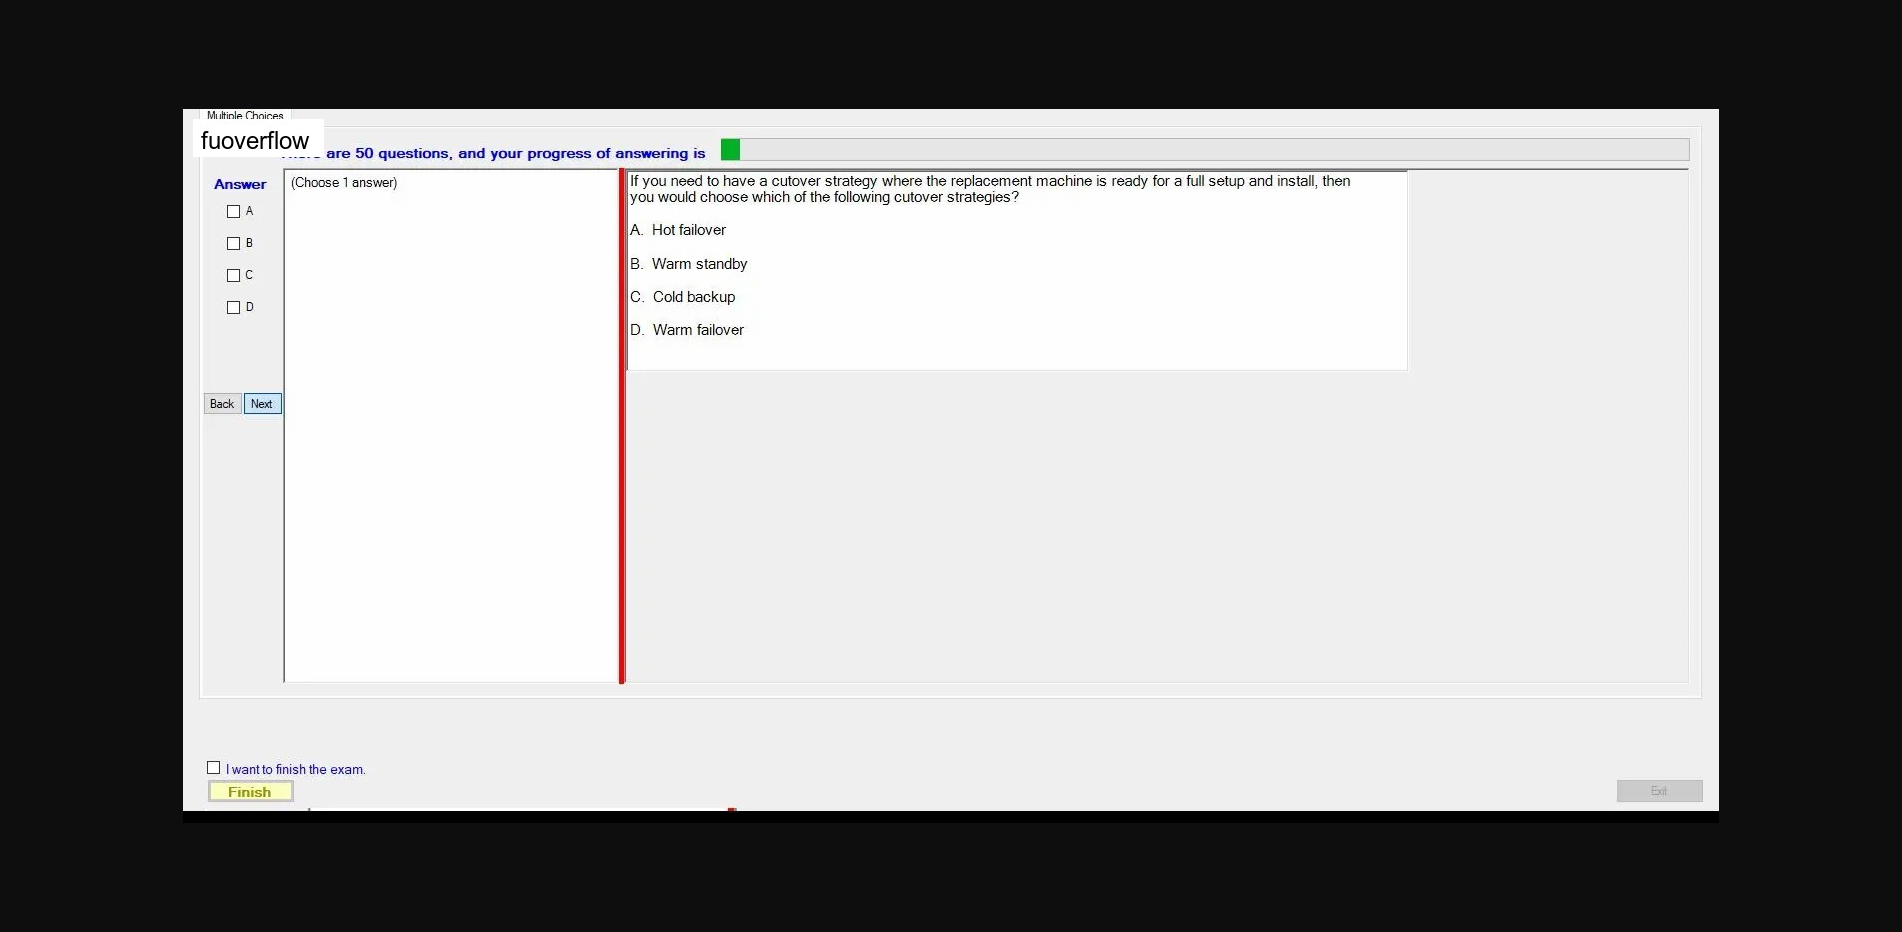 Multiple Choices
fuoverflow
are 50 questions, and your progress of answering is
Answer
(Choose 1 answer)
A
B
C
D
Back
Next
If you need to have a cutover strategy where the replacement machine is ready for a full setup and install, then
you would choose which of the following cutover strategies?
A. Hot failover
B. Warm standby
C. Cold backup
D. Warm failover
I want to finish the exam.
Finish
Exit